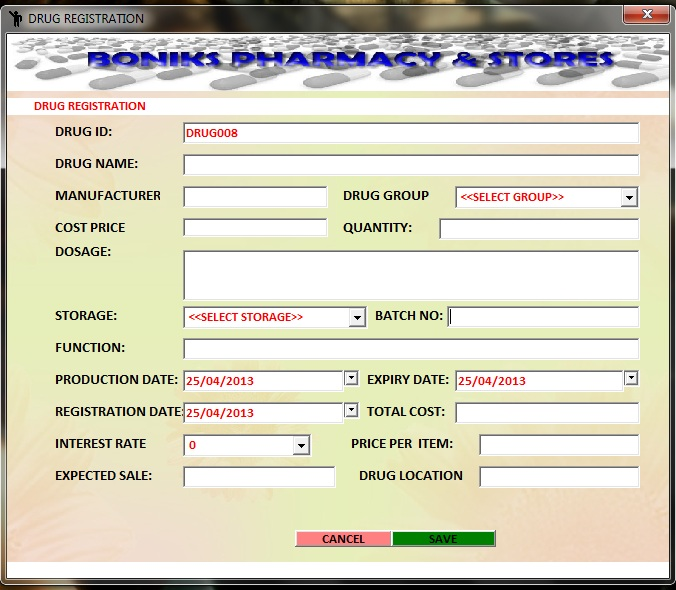 DRUG REGISTRATION
BONIKS PHARMACY & STORES
DRUG REGISTRATION
DRUG ID: DRUG008
DRUG NAME:
MANUFACTURER DRUG GROUP <<SELECT GROUP>>
COST PRICE QUANTITY:
DOSAGE:
STORAGE: <<SELECT STORAGE>> BATCH NO:
FUNCTION:
PRODUCTION DATE: 25/04/2013 EXPIRY DATE: 25/04/2013
REGISTRATION DATE: 25/04/2013 TOTAL COST:
INTEREST RATE 0 PRICE PER ITEM:
EXPECTED SALE: DRUG LOCATION
CANCEL SAVE